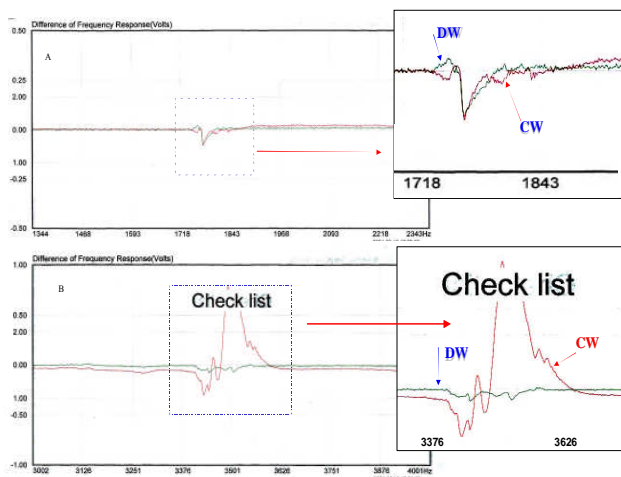 Difference of Frequency Response(Volts)
0.50
A
0.25
2.00
0.00
1.00
-0.25
0.50
1344 1468 1593 1718 1843 1968 2093 2218 2343Hz
DW
CW
1718 1843
Difference of Frequency Response(Volts)
1.00
B
Check list
0.50
2.00
0.00
1.00
-0.50
-1.00
3002 3126 3251 3376 3501 3626 3751 3876 4001Hz
Check list
DW
CW
3376 3626